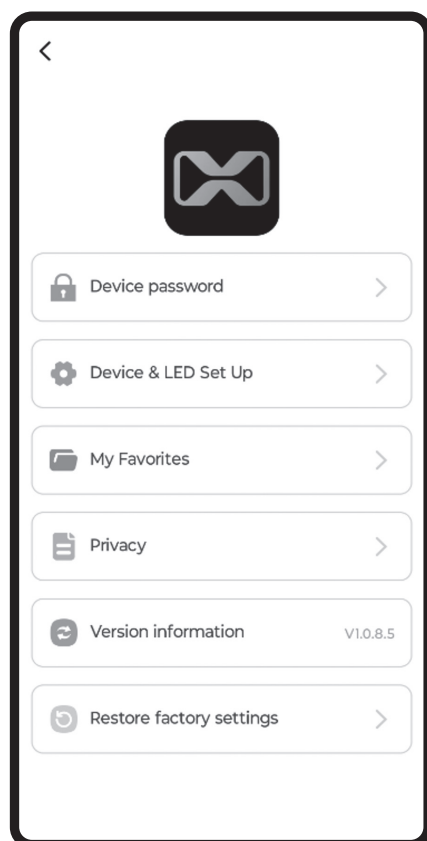 Device password
Device & LED Set Up
My Favorites
Privacy
Version information V1.0.8.5
Restore factory settings